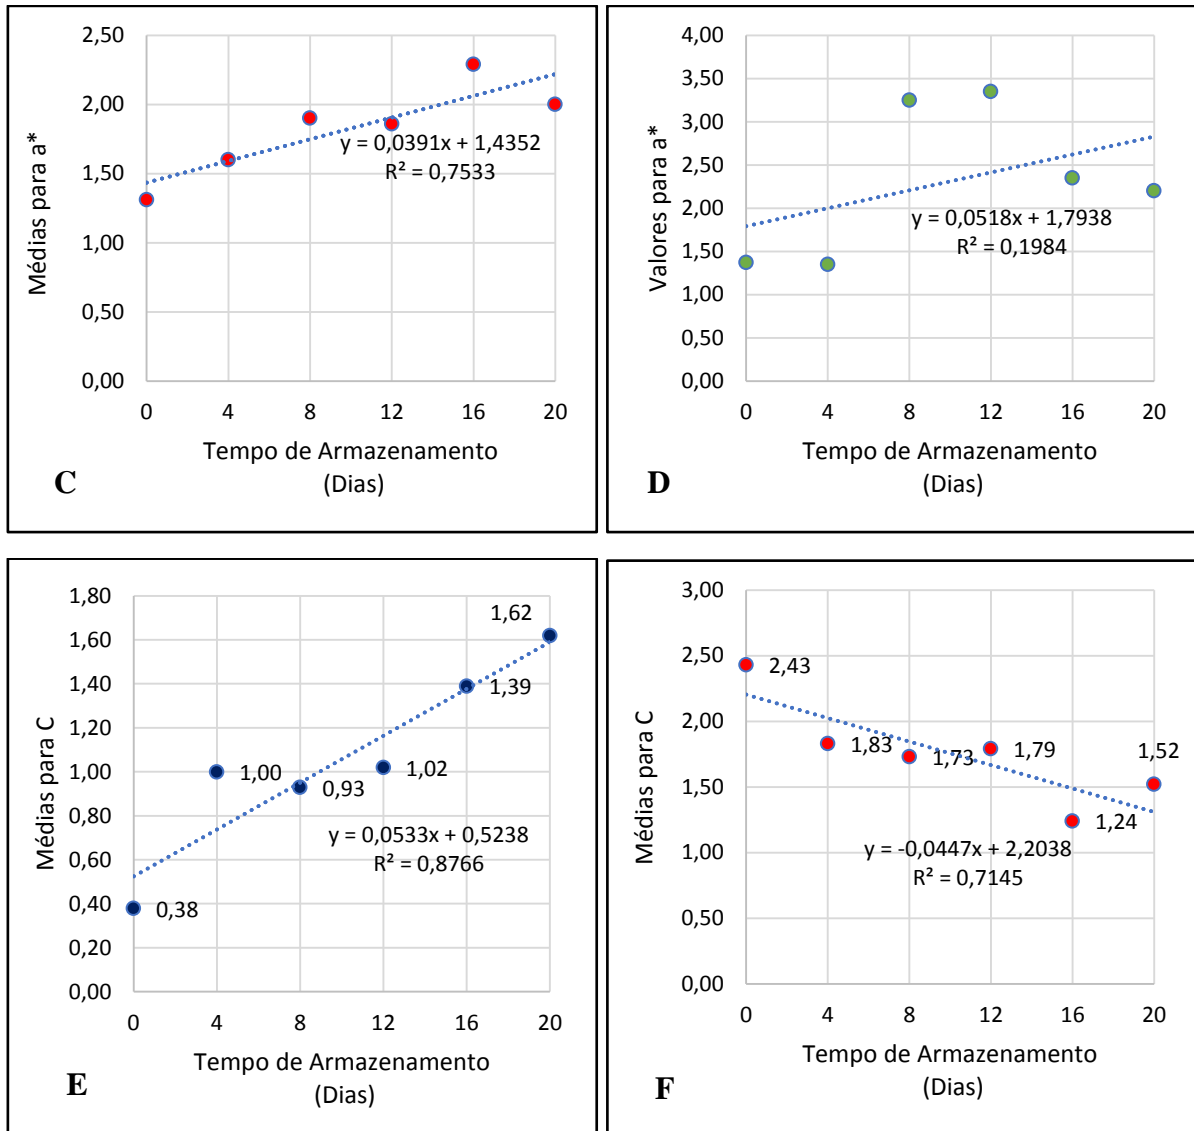 2,50
2,00
1,50
1,00
0,50
0,00
Médias para a*
y = 0,0391x + 1,4352
R² = 0,7533
0 4 8 12 16 20
Tempo de Armazenamento
(Dias)
C
4,00
3,50
3,00
2,50
2,00
1,50
1,00
0,50
0,00
Valores para a*
y = 0,0518x + 1,7938
R² = 0,1984
0 4 8 12 16 20
Tempo de Armazenamento
(Dias)
D
1,80
1,60
1,40
1,20
1,00
0,80
0,60
0,40
0,20
0,00
Médias para C
1,62
1,39
1,00
1,02
0,93
0,38
y = 0,0533x + 0,5238
R² = 0,8766
0 4 8 12 16 20
Tempo de Armazenamento
(Dias)
E
3,00
2,50
2,00
1,50
1,00
0,50
0,00
Médias para C
2,43
1,83
1,73
1,79
1,52
1,24
y = -0,0447x + 2,2038
R² = 0,7145
0 4 8 12 16 20
Tempo de Armazenamento
(Dias)
F